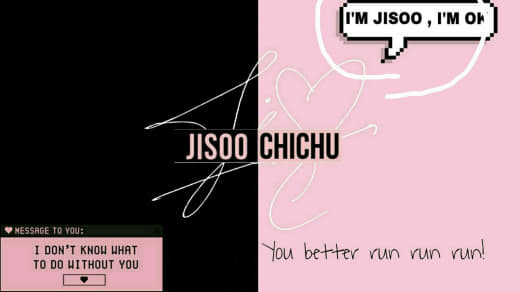 I'M JISOO , I'M OK
JISOO CHICHU
MESSAGE TO YOU:
I DON'T KNOW WHAT
TO DO WITHOUT YOU
You better run run run!